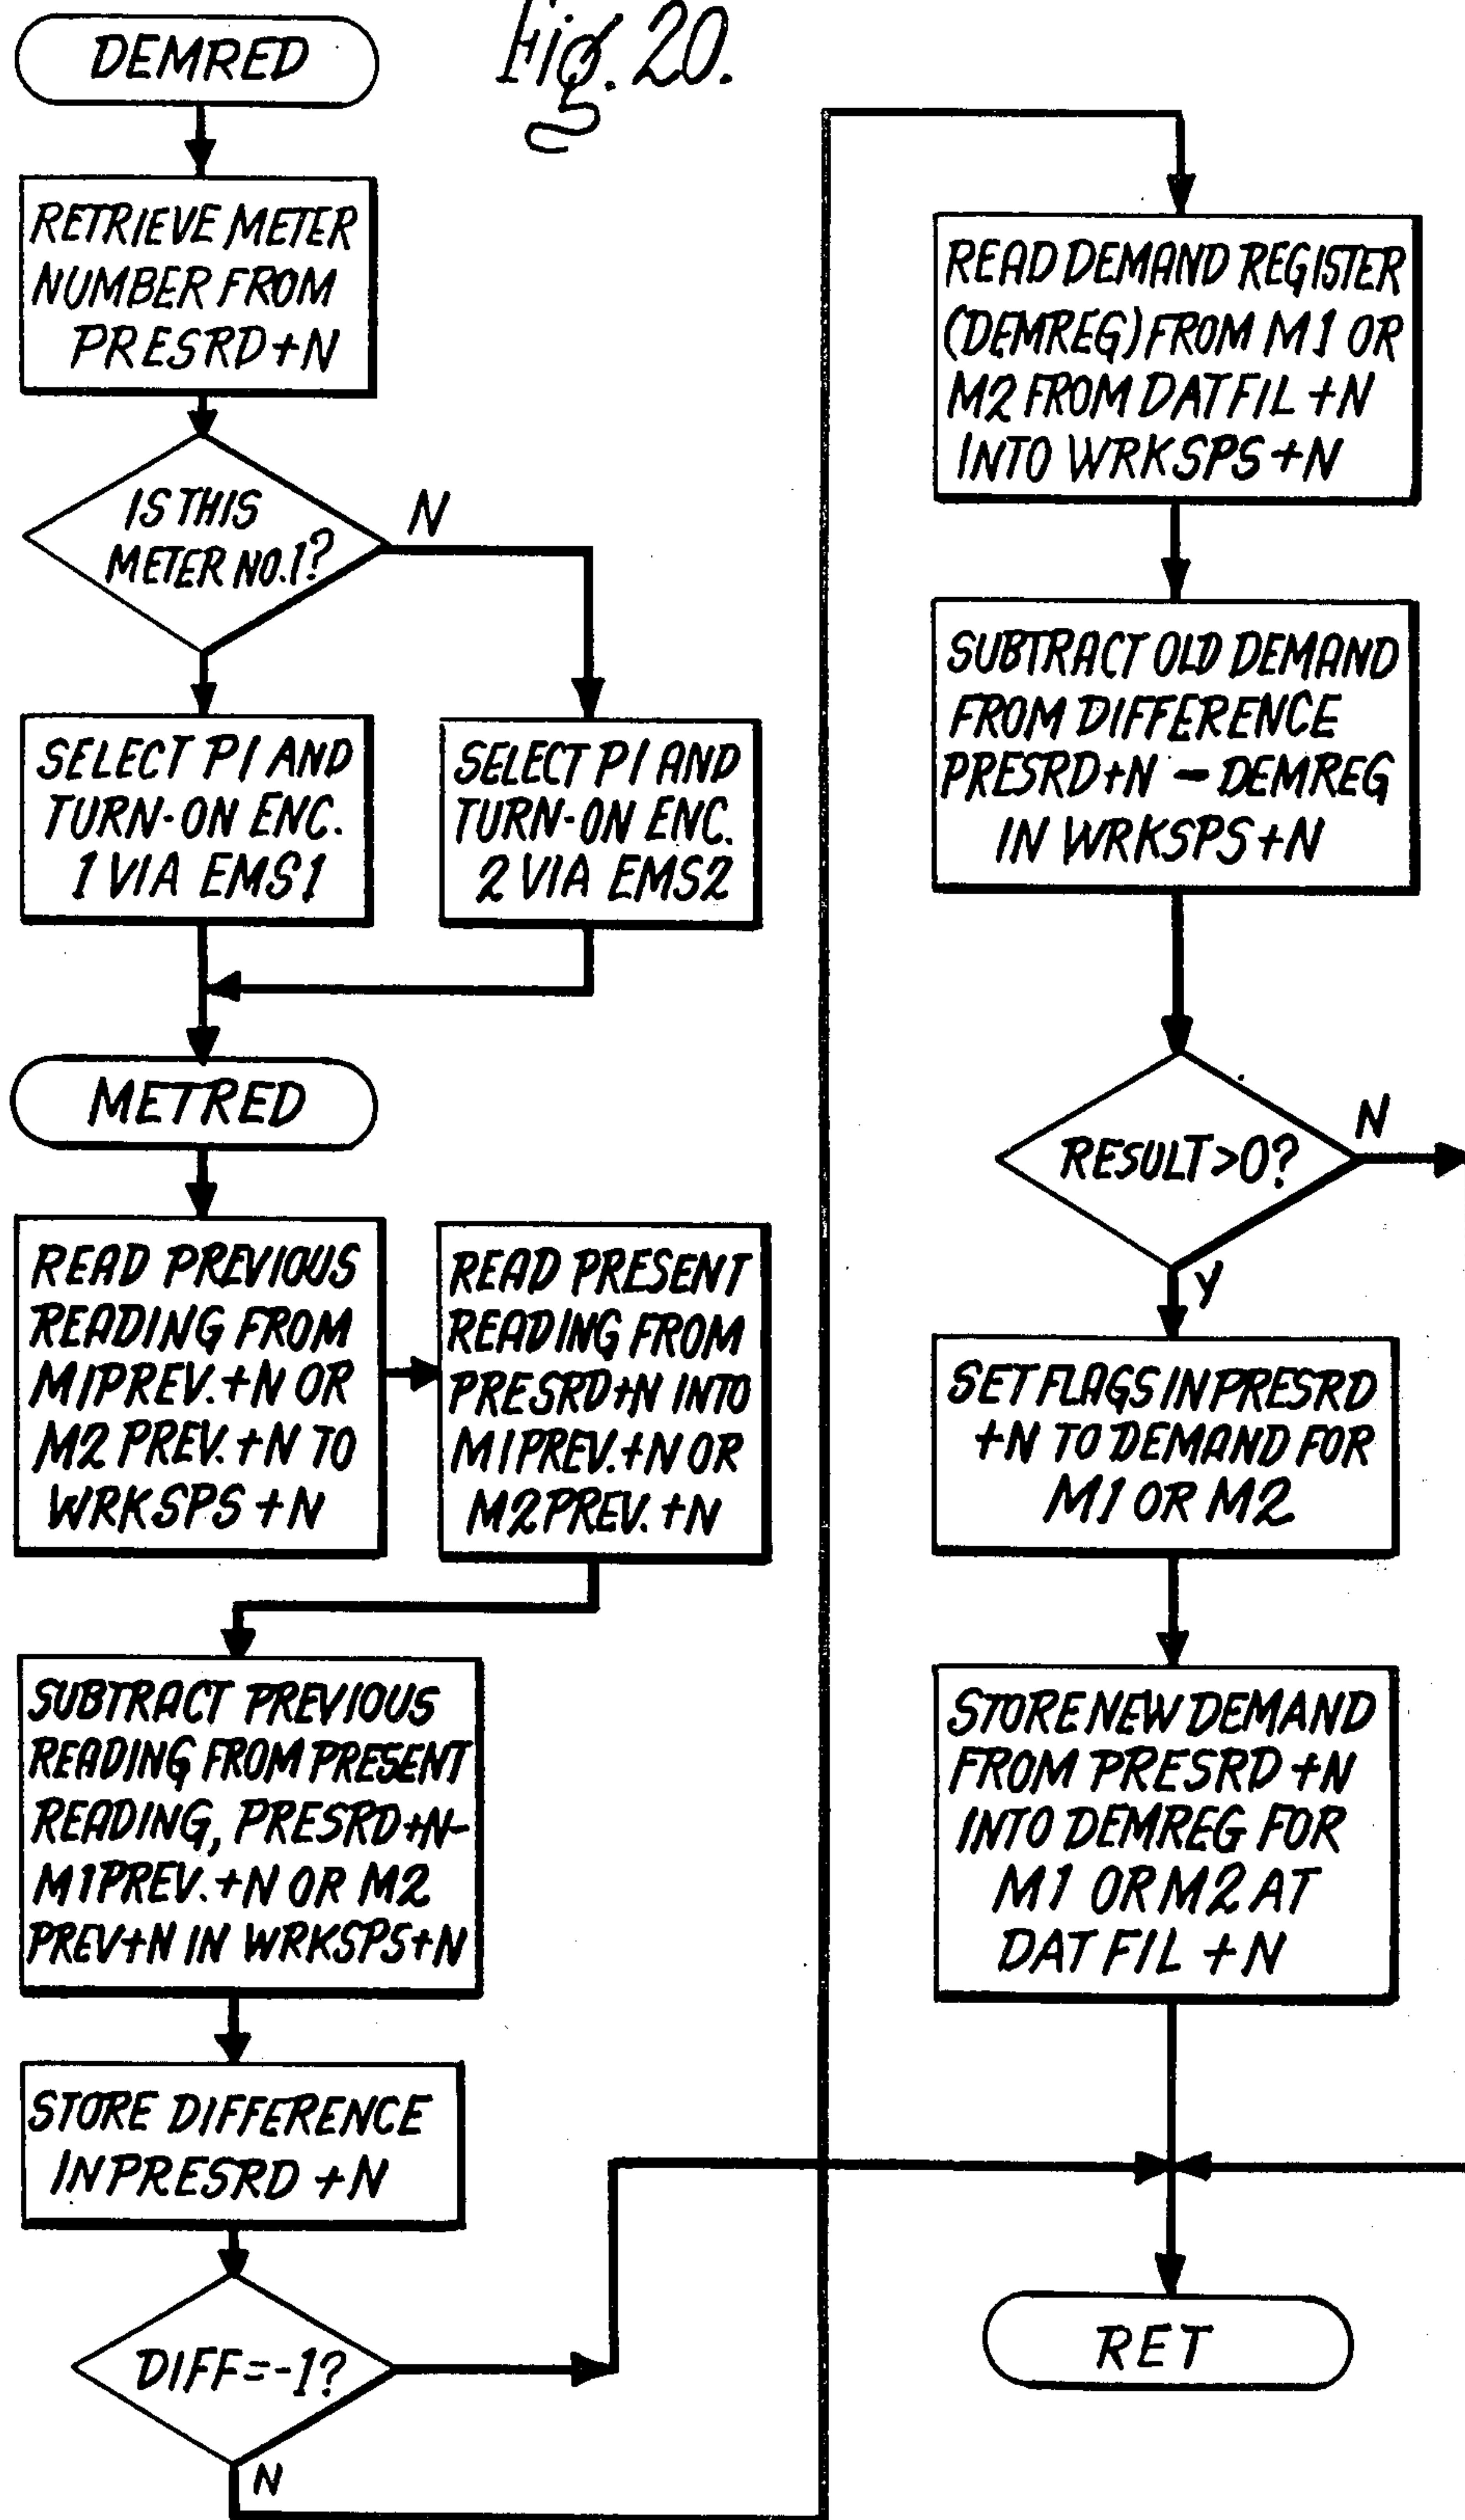 Fig. 20.
DEMRED
RETRIEVE METER
NUMBER FROM
PRESRD+N
IS THIS
METER NO.1?
N
SELECT P1 AND
TURN-ON ENC.
1 VIA EMS1
SELECT P1 AND
TURN-ON ENC.
2 VIA EMS2
METRED
READ PREVIOUS
READING FROM
M1PREV.+N OR
M2 PREV.+N TO
WRKSPS+N
READ PRESENT
READING FROM
PRESRD+N INTO
M1PREV.+N OR
M2PREV.+N
SUBTRACT PREVIOUS
READING FROM PRESENT
READING, PRESRD+N-
M1PREV.+N OR M2
PREV+N IN WRKSPS+N
STORE DIFFERENCE
IN PRESRD +N
DIFF=-1?
N
READ DEMAND REGISTER
(DEMREG) FROM M1 OR
M2 FROM DATFIL +N
INTO WRKSPS+N
SUBTRACT OLD DEMAND
FROM DIFFERENCE
PRESRD+N - DEMREG
IN WRKSPS+N
RESULT >0?
N
Y
SET FLAGS IN PRESRD
+N TO DEMAND FOR
M1 OR M2
STORE NEW DEMAND
FROM PRESRD +N
INTO DEMREG FOR
M1 OR M2 AT
DATFIL +N
RET